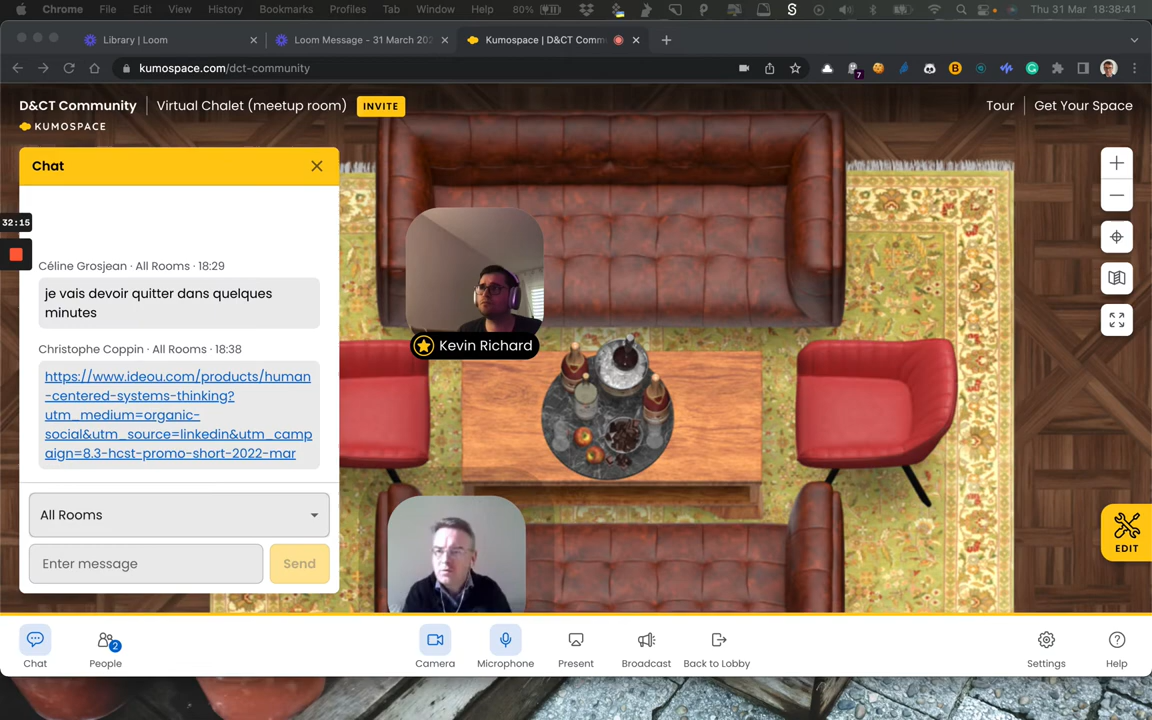 Chrome File Edit View History Bookmarks Profiles Tab Window Help 80% Thu 31 Mar 18:38:41
Library | Loom
Loom Message - 31 March 202
Kumospace | D&CT Comm
kumospace.com/dct-community
7
D&CT Community
Virtual Chalet (meetup room)
INVITE
Tour
Get Your Space
KUMOSPACE
Chat
32:15
Céline Grosjean · All Rooms · 18:29
je vais devoir quitter dans quelques
minutes
Christophe Coppin · All Rooms · 18:38
https://www.ideou.com/products/human
-centered-systems-thinking?
utm_medium=organic-
social&utm_source=linkedin&utm_camp
aign=8.3-hcst-promo-short-2022-mar
All Rooms
Enter message
Send
Kevin Richard
EDIT
Chat
2
People
Camera
Microphone
Present
Broadcast
Back to Lobby
Settings
Help